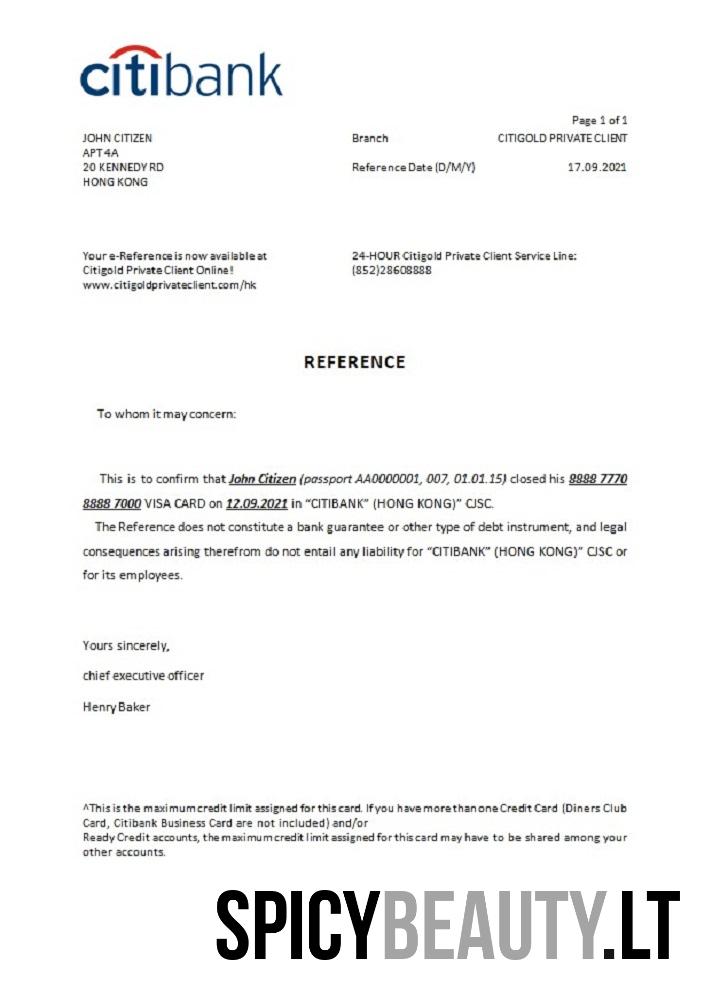 citibank
Page 1 of 1
JOHN CITIZEN
Branch CITIGOLD PRIVATE CLIENT
APT 4A
20 KENNEDY RD
Reference Date (D/M/Y) 17.09.2021
HONG KONG
Your e-Reference is now available at
24-HOUR Citigold Private Client Service Line:
Citigold Private Client Online!
(852)28608888
www.citigoldprivateclient.com/hk
REFERENCE
To whom it may concern:
This is to confirm that John Citizen (passport AA0000001, 007, 01.01.15) closed his 8888 7770
8888 7000 VISA CARD on 12.09.2021 in “CITIBANK” (HONG KONG)” CJSC.
The Reference does not constitute a bank guarantee or other type of debt instrument, and legal
consequences arising therefrom do not entail any liability for “CITIBANK” (HONG KONG)” CJSC or
for its employees.
Yours sincerely,
chief executive officer
Henry Baker
^This is the maximum credit limit assigned for this card. If you have more than one Credit Card (Diners Club
Card, Citibank Business Card are not included) and/or
Ready Credit accounts, the maximum credit limit assigned for this card may have to be shared among your
other accounts.
SPICYBEAUTY.LT